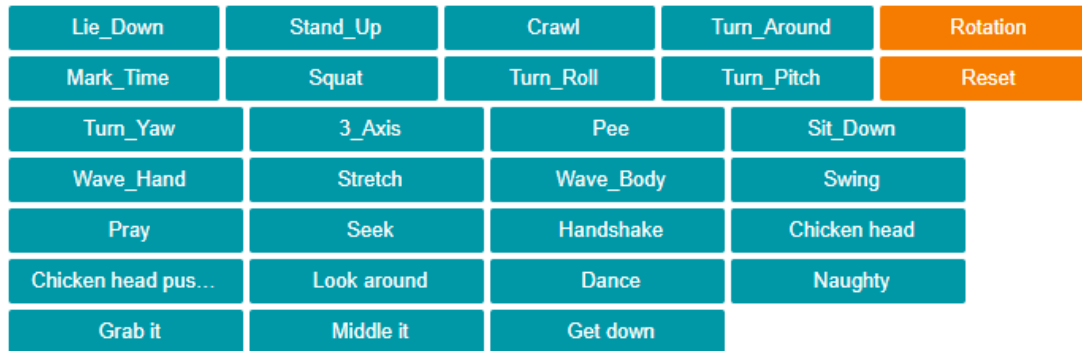 Lie_Down Stand_Up Crawl Turn_Around Rotation
Mark_Time Squat Turn_Roll Turn_Pitch Reset
Turn_Yaw 3_Axis Pee Sit_Down
Wave_Hand Stretch Wave_Body Swing
Pray Seek Handshake Chicken head
Chicken head pus... Look around Dance Naughty
Grab it Middle it Get down